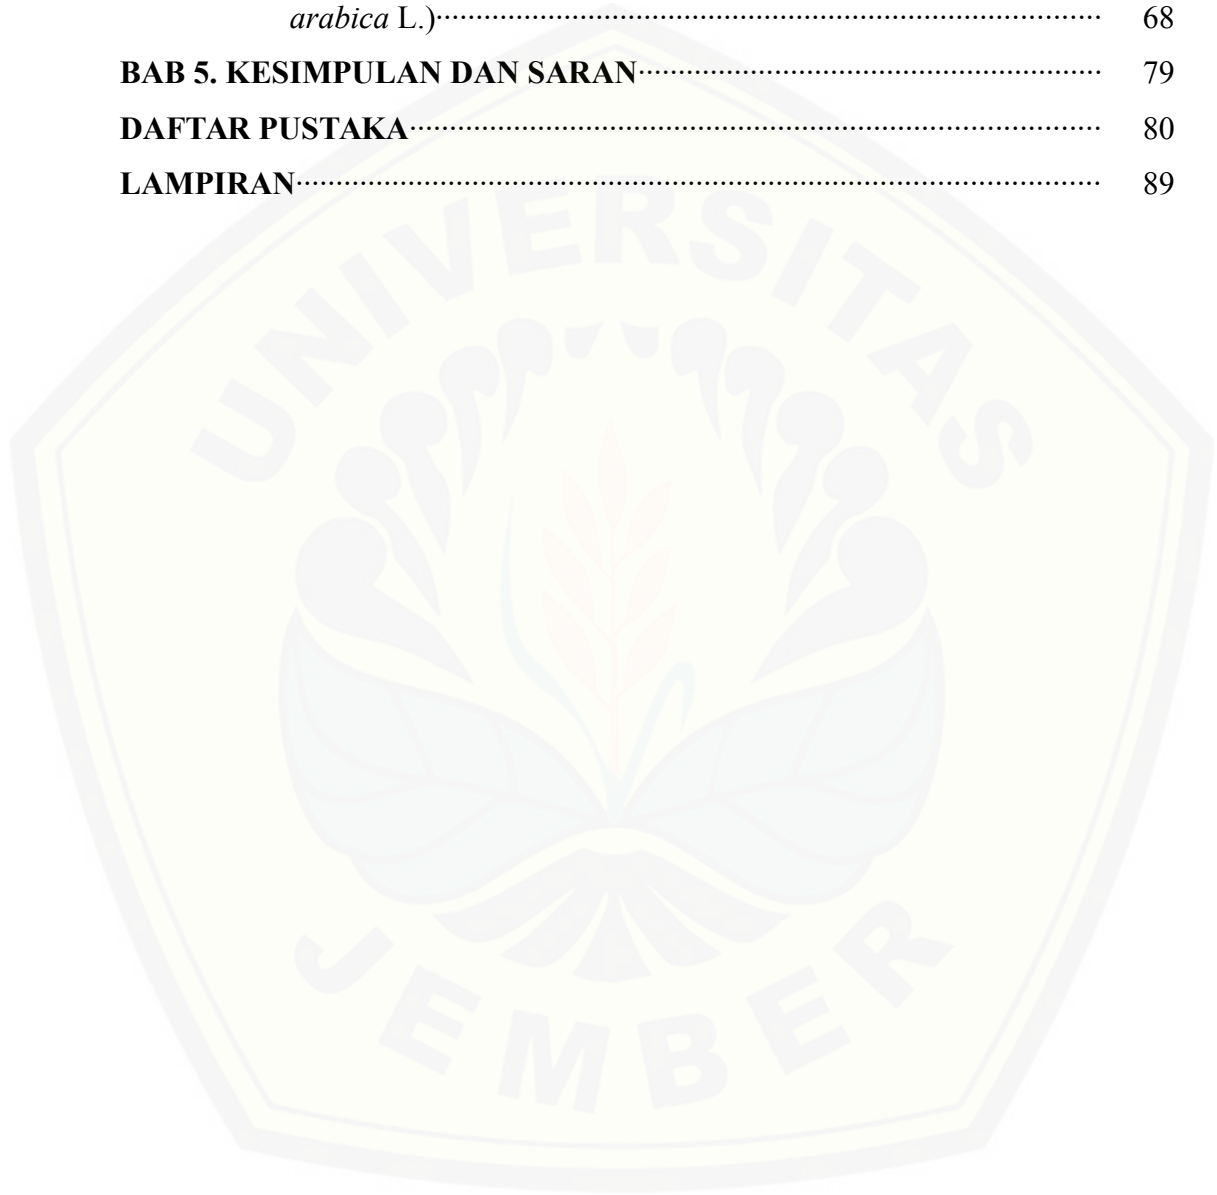 arabica L.)........................................................................ 68
BAB 5. KESIMPULAN DAN SARAN.................................................. 79
DAFTAR PUSTAKA........................................................................... 80
LAMPIRAN....................................................................................... 89
UNIVERSITAS
JEMBER